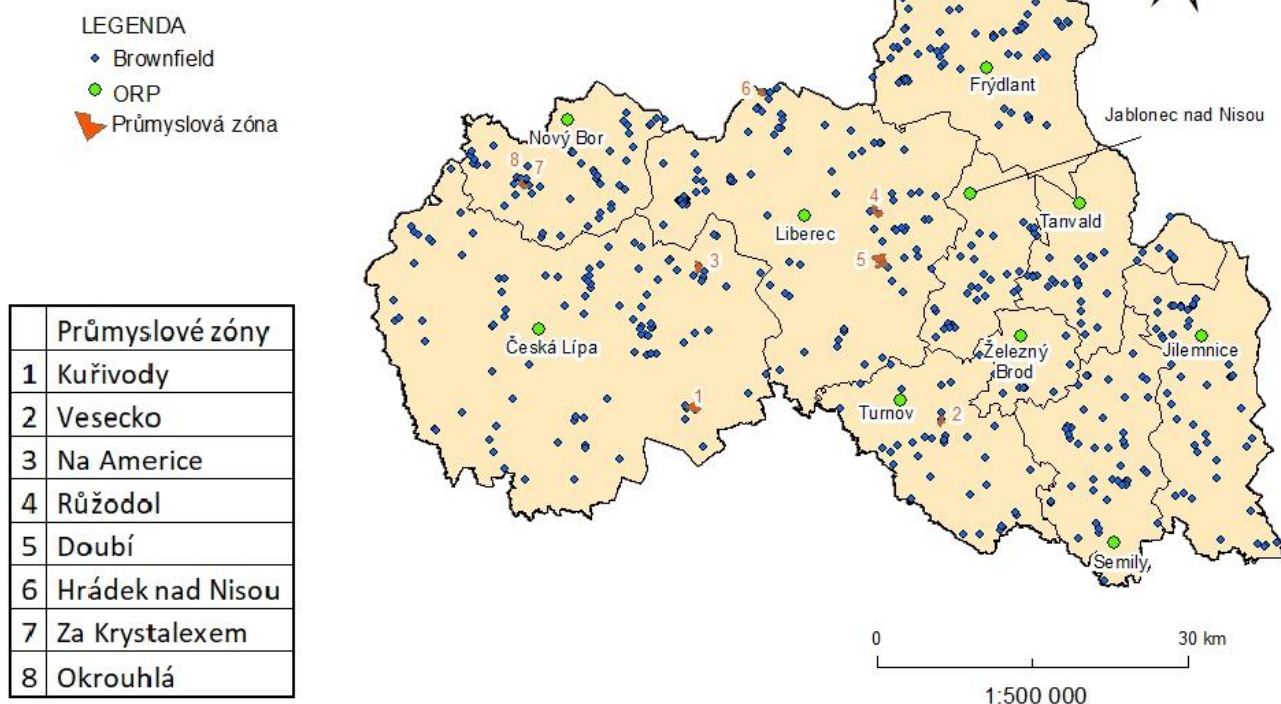 LEGENDA
Brownfield
ORP
Průmyslová zóna
Frýdlant
Jablonec nad Nisou
6
Nový Bor
8
7
4
Tanvald
Liberec
5
3
Česká Lípa
Železný
Brod
Jilemnice
1
Turnov
2
Semily
Průmyslové zóny
1 Kuřivody
2 Vesecko
3 Na Americe
4 Růžodol
5 Doubí
6 Hrádek nad Nisou
7 Za Krystalexem
8 Okrouhlá
0 30 km
1:500 000